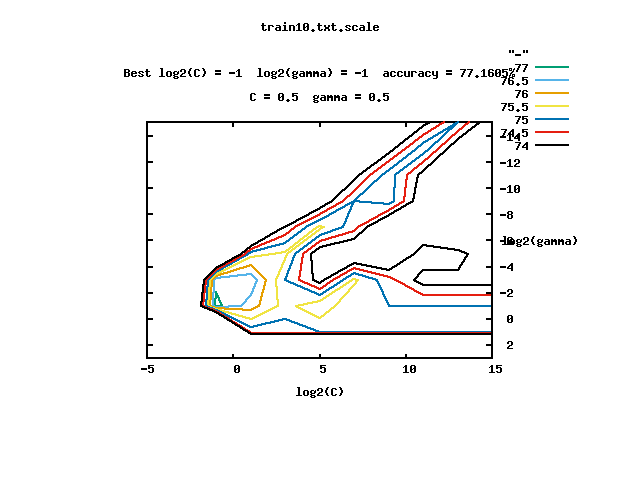 train10.txt.scale
"-"
77
Best log2(C) = -1  log2(gamma) = -1  accuracy = 77.1605%
76.5
76
C = 0.5  gamma = 0.5
75.5
75
74.5
-14
74
-12
-10
-8
-6
log2(gamma)
-4
-2
0
2
-5 0 5 10 15
log2(C)